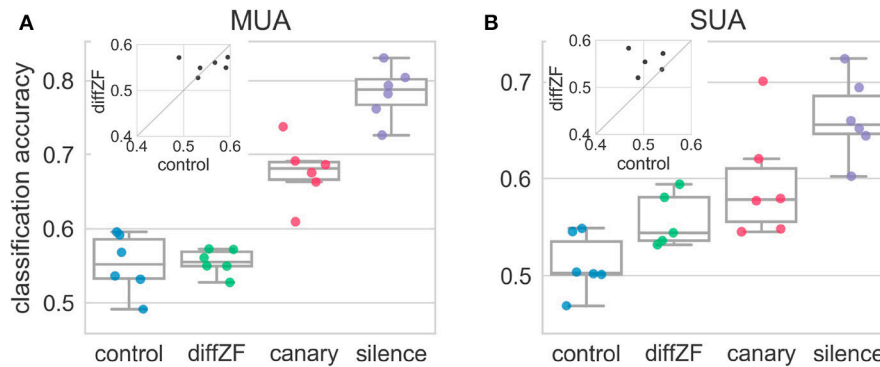 A
MUA
B
SUA
classification accuracy
0.8
0.7
0.6
0.5
diffZF
0.6
0.5
0.4
0.4
0.5
0.6
control
control
diffZF
canary
silence
0.7
0.6
0.5
diffZF
0.6
0.5
0.4
0.4
0.5
0.6
control
control
diffZF
canary
silence